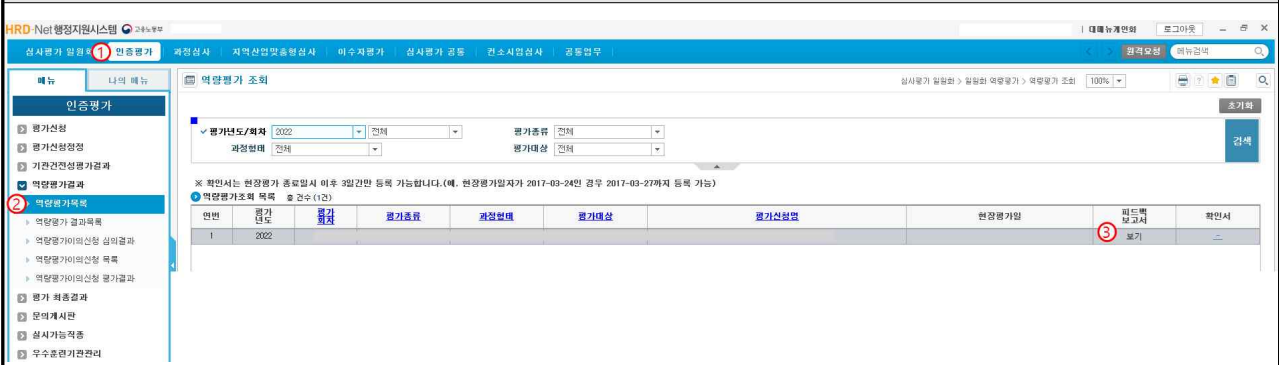 HRD-Net행정지원시스템 고용노동부
대메뉴개인화 로그아웃
심사평가 일원화 ① 인증평가 과정심사 지역산업맞춤형심사 이수자평가 심사평가 공통 컨소시엄심사 공통업무 원격요청 메뉴검색
메뉴 나의 메뉴
역량평가 조회
심사평가 일원화 > 일원화 역량평가 > 역량평가 조회 100%
인증평가
초기화
평가신청
평가신청정정
기관건전성평가결과
역량평가결과
② 역량평가목록
역량평가 결과목록
역량평가이의신청 심의결과
역량평가이의신청 목록
역량평가이의신청 평가결과
평가 최종결과
문의게시판
실시가능직종
우수훈련기관관리
평가년도/회차 2022 전체 평가종류 전체
과정형태 전체 평가대상 전체
검색
※ 확인서는 현장평가 종료일시 이후 3일간만 등록 가능합니다.(예. 현장평가일자가 2017-03-24인 경우 2017-03-27까지 등록 가능)
역량평가조회 목록 총 건수 (1건)
연번 평가년도 평가회차 평가종류 과정형태 평가대상 평가신청명 현장평가일 피드백보고서 확인서
1 2022 ③ 보기 -